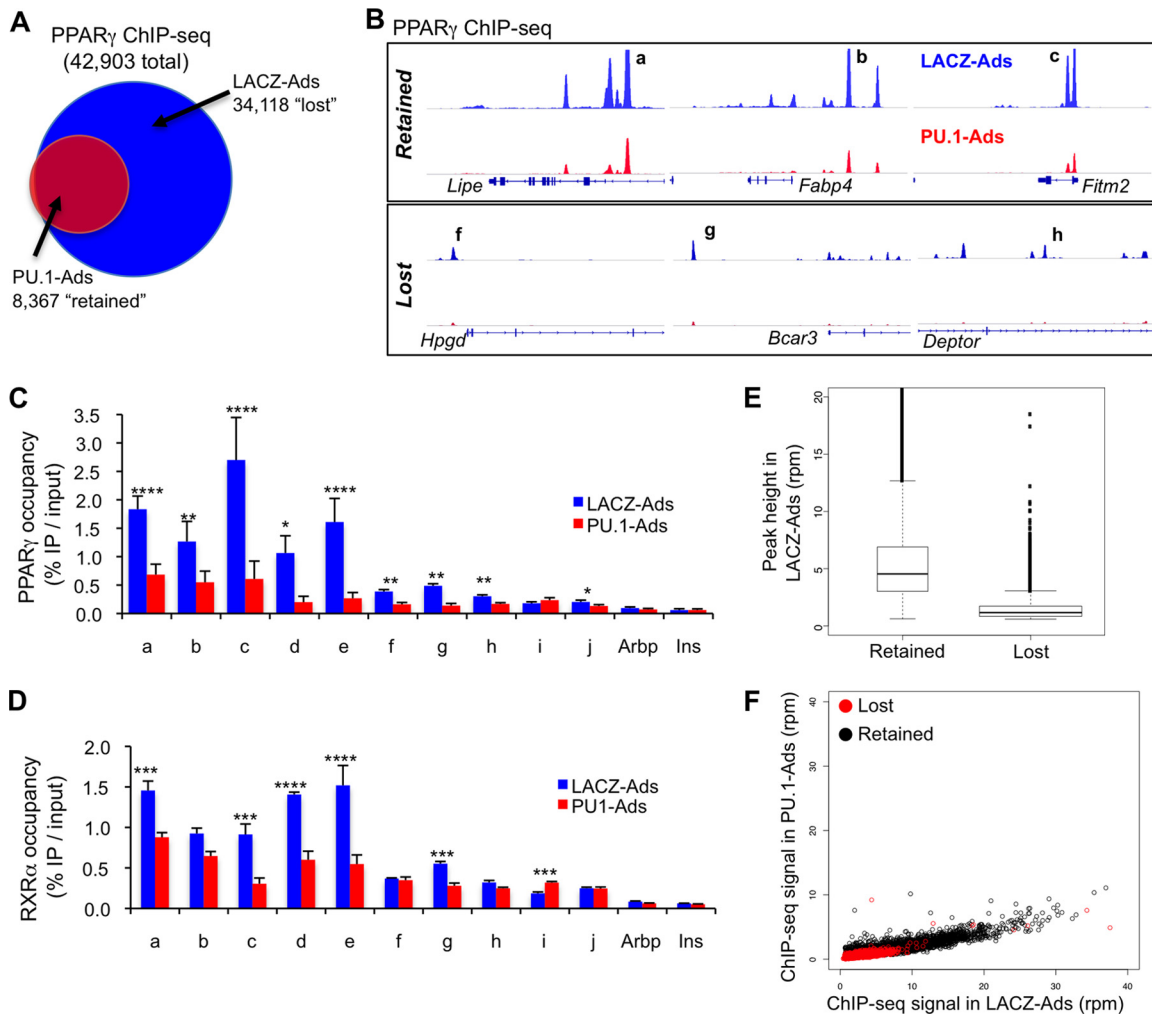 A
PPARγ ChIP-seq
(42,903 total)
LACZ-Ads
34,118 “lost”
PU.1-Ads
8,367 “retained”
B
PPARγ ChIP-seq
Retained
a
b
LACZ-Ads
c
PU.1-Ads
Lipe
Fabp4
Fitm2
Lost
f
g
h
Hpgd
Bcar3
Deptor
C
PPARγ occupancy
(% IP / input)
3.5
3.0
2.5
2.0
1.5
1.0
0.5
0.0
****
**
****
*
****
**
**
**
*
LACZ-Ads
PU.1-Ads
a b c d e f g h i j Arbp Ins
D
RXRα occupancy
(% IP / input)
2.0
1.5
1.0
0.5
0.0
***
***
****
****
***
***
LACZ-Ads
PU1-Ads
a b c d e f g h i j Arbp Ins
E
Peak height in
LACZ-Ads (rpm)
20
15
10
5
0
Retained Lost
F
ChIP-seq signal in PU.1-Ads (rpm)
40
30
20
10
0
Lost
Retained
0 10 20 30 40
ChIP-seq signal in LACZ-Ads (rpm)